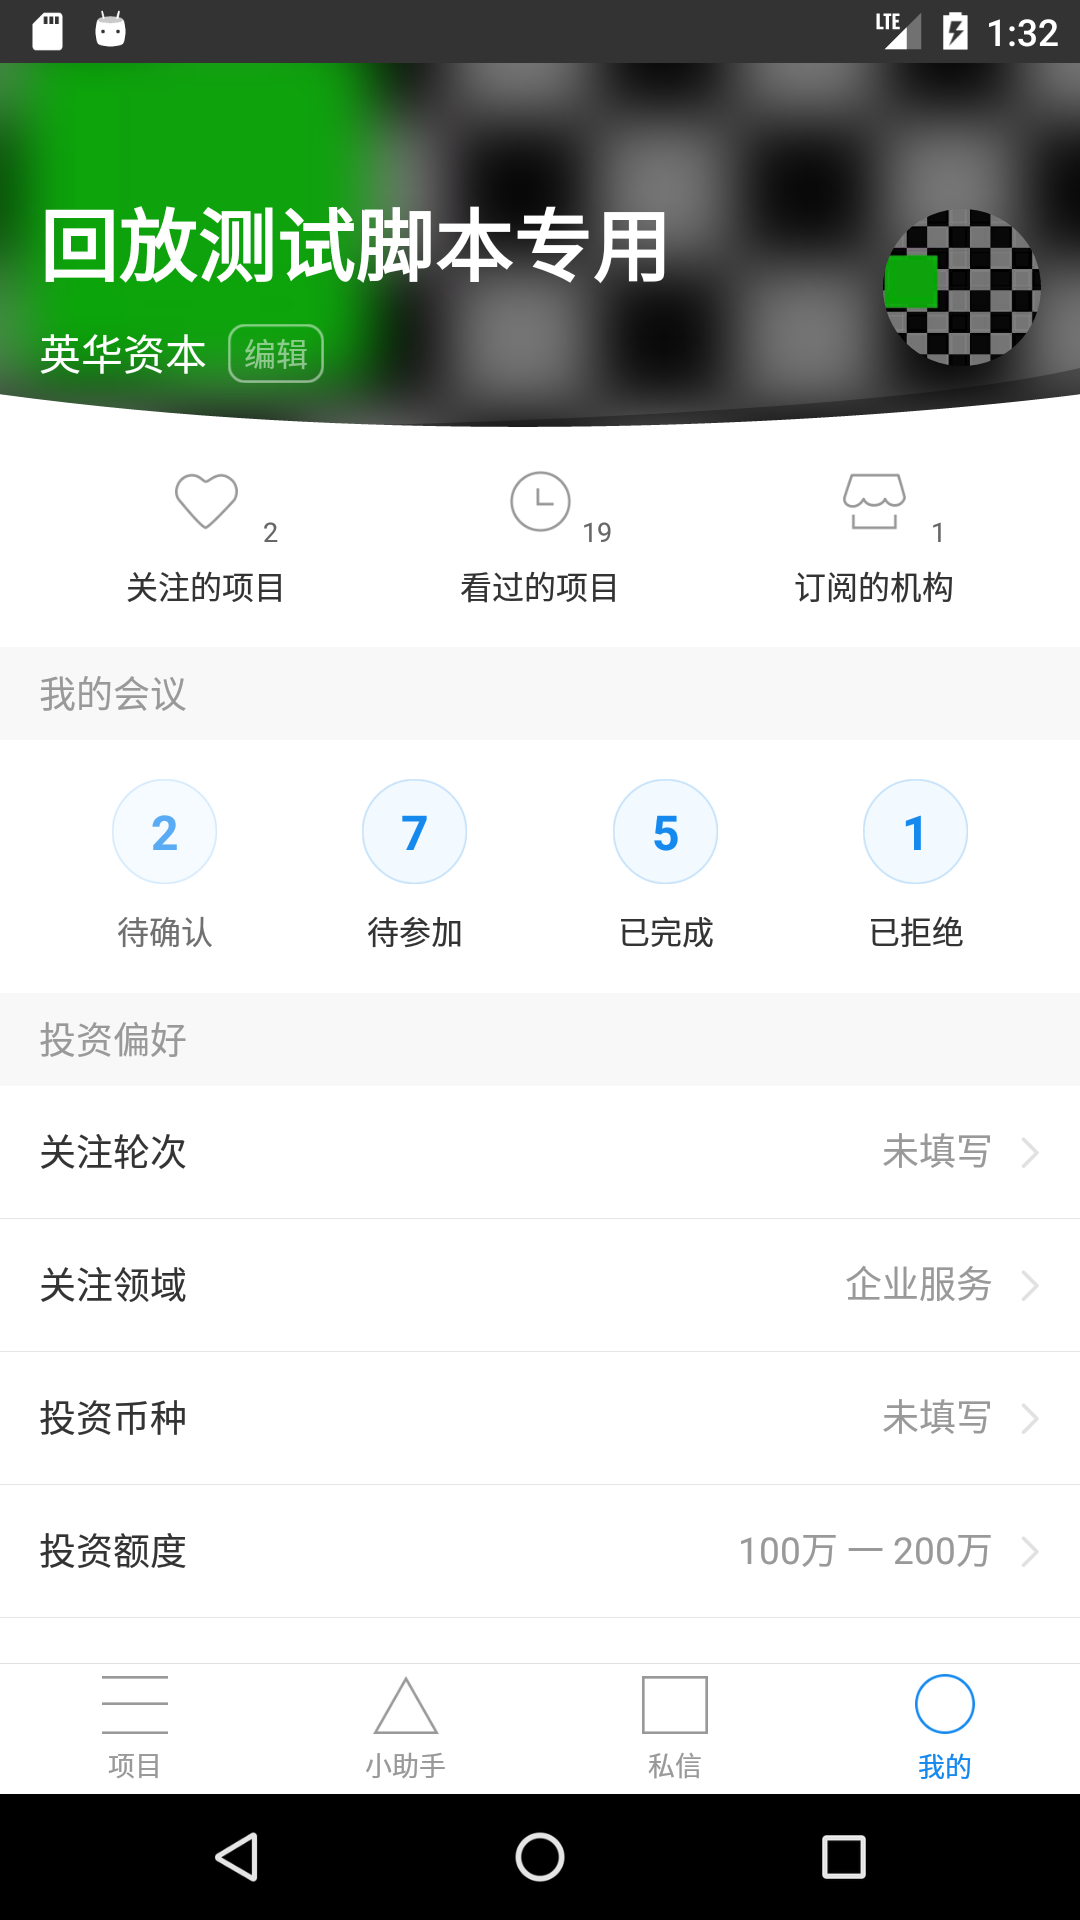 LTE 1:32
回放测试脚本专用
英华资本 编辑
2 19 1
关注的项目 看过的项目 订阅的机构
我的会议
2 7 5 1
待确认 待参加 已完成 已拒绝
投资偏好
关注轮次 未填写
关注领域 企业服务
投资币种 未填写
投资额度 100万 一 200万
项目 小助手 私信 我的